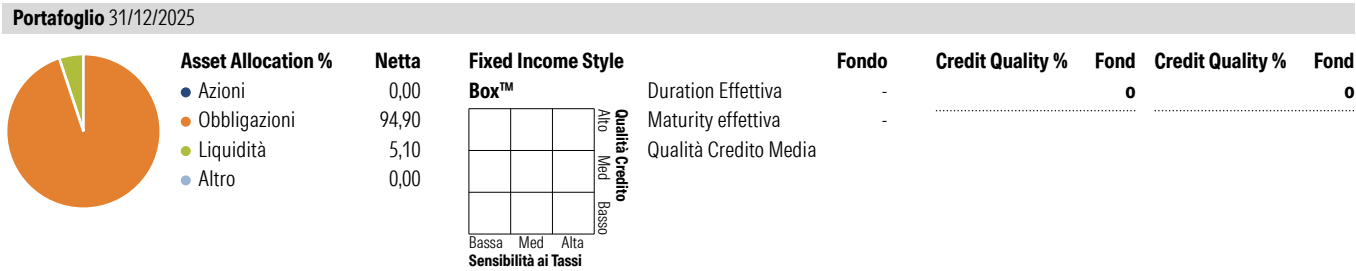 Portafoglio 31/12/2025
Asset Allocation % Netta
Azioni 0,00
Obbligazioni 94,90
Liquidità 5,10
Altro 0,00
Fixed Income Style
Box™
Alto Med Basso
Qualità Credito
Bassa Med Alta
Sensibilità ai Tassi
Fondo
Duration Effettiva -
Maturity effettiva -
Qualità Credito Media
Credit Quality % Fond
o
Credit Quality % Fond
o